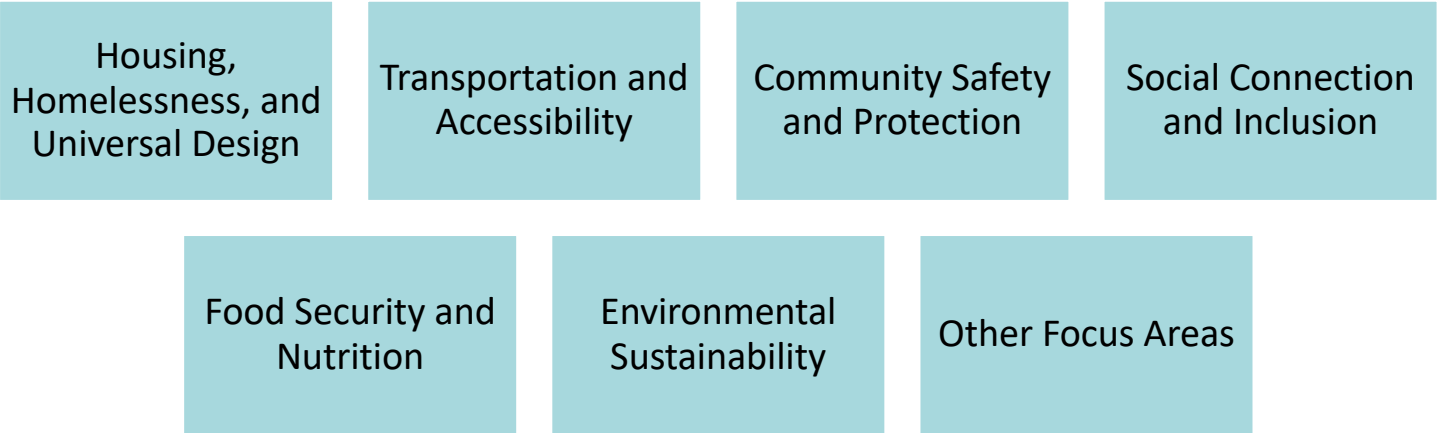 Housing,
Homelessness, and
Universal Design
Transportation and
Accessibility
Community Safety
and Protection
Social Connection
and Inclusion
Food Security and
Nutrition
Environmental
Sustainability
Other Focus Areas